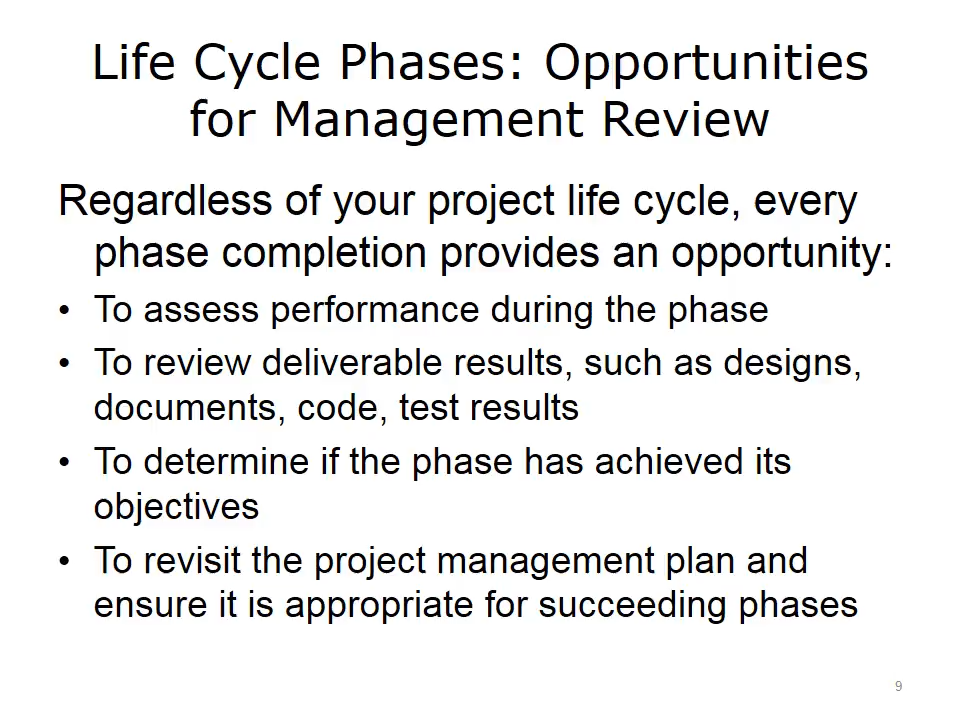 Life Cycle Phases: Opportunities
for Management Review
Regardless of your project life cycle, every
phase completion provides an opportunity:
• To assess performance during the phase
• To review deliverable results, such as designs,
documents, code, test results
• To determine if the phase has achieved its
objectives
• To revisit the project management plan and
ensure it is appropriate for succeeding phases
9